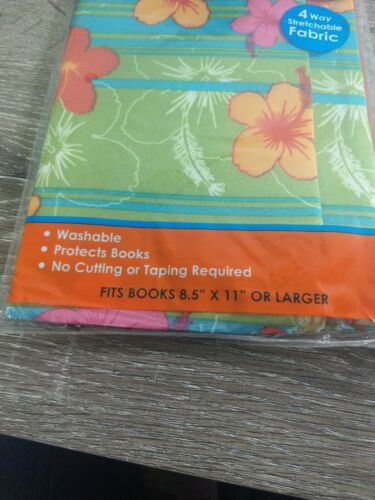 4 Way
Stretchable
Fabric
• Washable
• Protects Books
• No Cutting or Taping Required
FITS BOOKS 8.5" X 11" OR LARGER